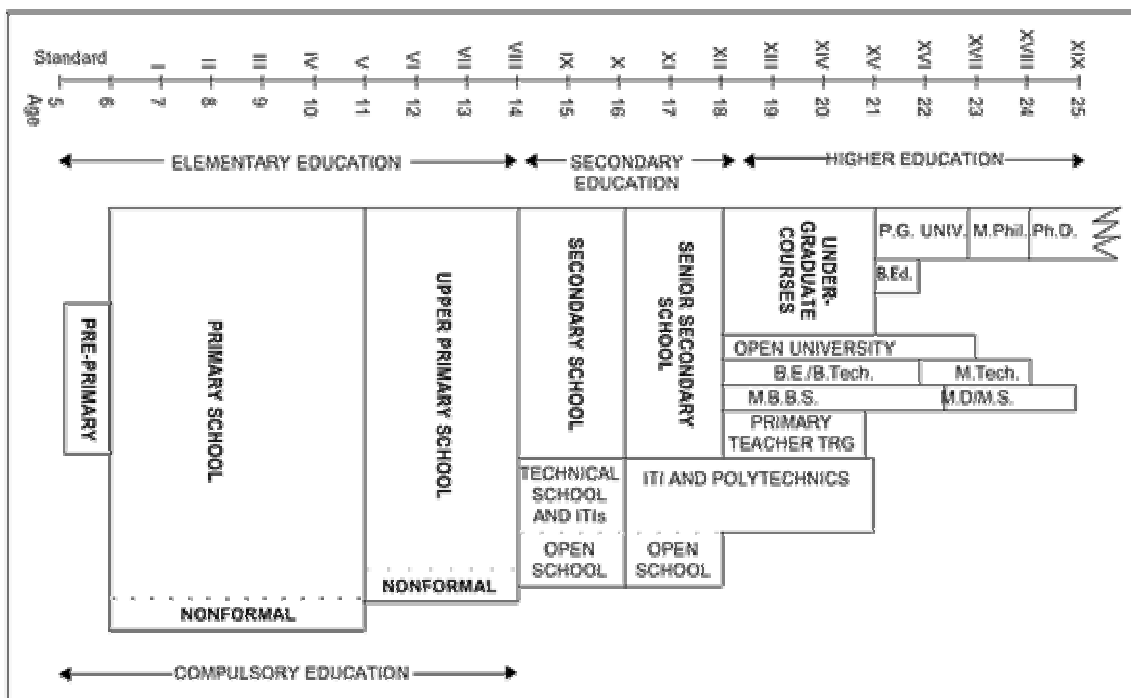 Standard I II III IV V VI VII VIII IX X XI XII XIII XIV XV XVI XVII XVIII XIX
Age 5 6 7 8 9 10 11 12 13 14 15 16 17 18 19 20 21 22 23 24 25
ELEMENTARY EDUCATION
SECONDARY
EDUCATION
HIGHER EDUCATION
PRE-PRIMARY
PRIMARY SCHOOL
NONFORMAL
UPPER PRIMARY SCHOOL
NONFORMAL
SECONDARY SCHOOL
TECHNICAL
SCHOOL
AND ITIs
OPEN
SCHOOL
SENIOR SECONDARY
SCHOOL
ITI AND POLYTECHNICS
OPEN
SCHOOL
UNDER-
GRADUATE
COURSES
P.G. UNIV. M.Phil. Ph.D.
B.Ed.
OPEN UNIVERSITY
B.E./B.Tech. M.Tech.
M.B.B.S. M.D/M.S.
PRIMARY
TEACHER TRG
COMPULSORY EDUCATION